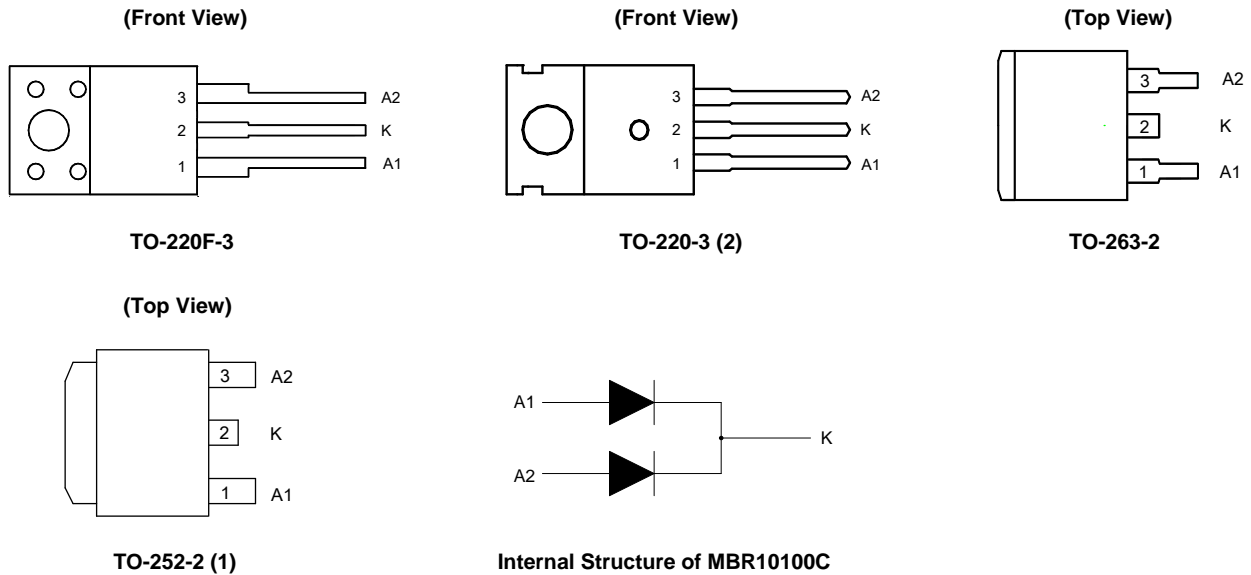 (Front View)
3
A2
2
K
1
A1
TO-220F-3
(Front View)
3
A2
2
K
1
A1
TO-220-3 (2)
(Top View)
3
A2
2
K
1
A1
TO-263-2
(Top View)
3
A2
2
K
1
A1
TO-252-2 (1)
A1
K
A2
Internal Structure of MBR10100C